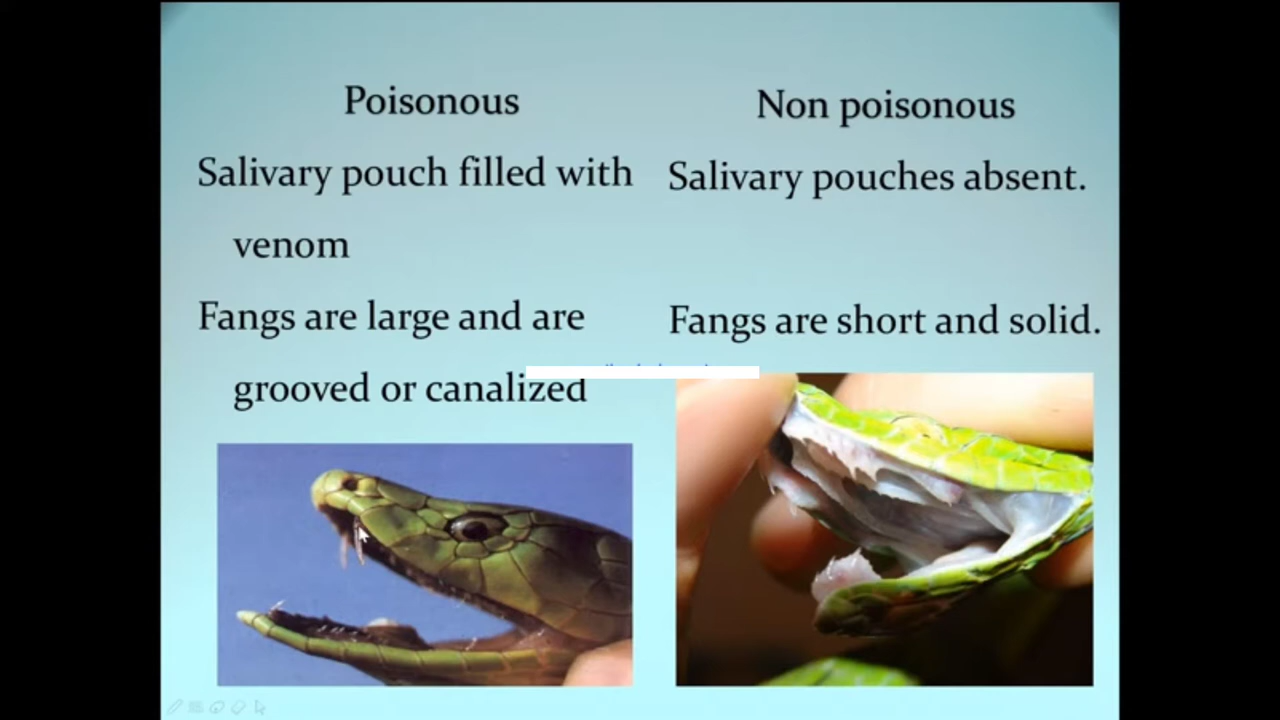 Poisonous
Salivary pouch filled with
venom
Fangs are large and are
grooved or canalized
Non poisonous
Salivary pouches absent.
Fangs are short and solid.